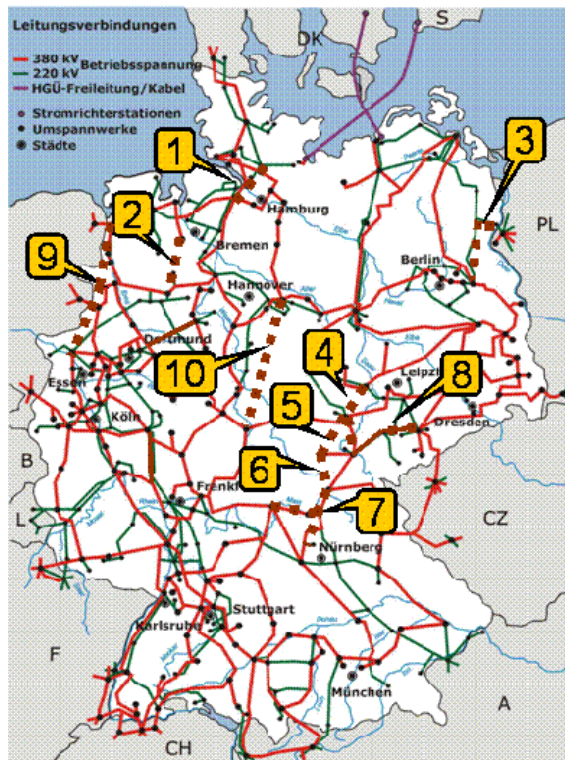 Leitungsverbindungen
380 kV Betriebsspannung
220 kV
HGÜ-Freileitung/Kabel
Stromrichterstationen
Umspannwerke
Städte
DK
S
1
3
2
Hamburg
PL
Bremen
9
Berlin
Hannover
Dortmund
4
10
Leipzi
8
Essen
5
Köln
Dresden
6
B
Frankf
7
L
CZ
Nürnberg
Stuttgart
Karlsruhe
F
München
A
CH